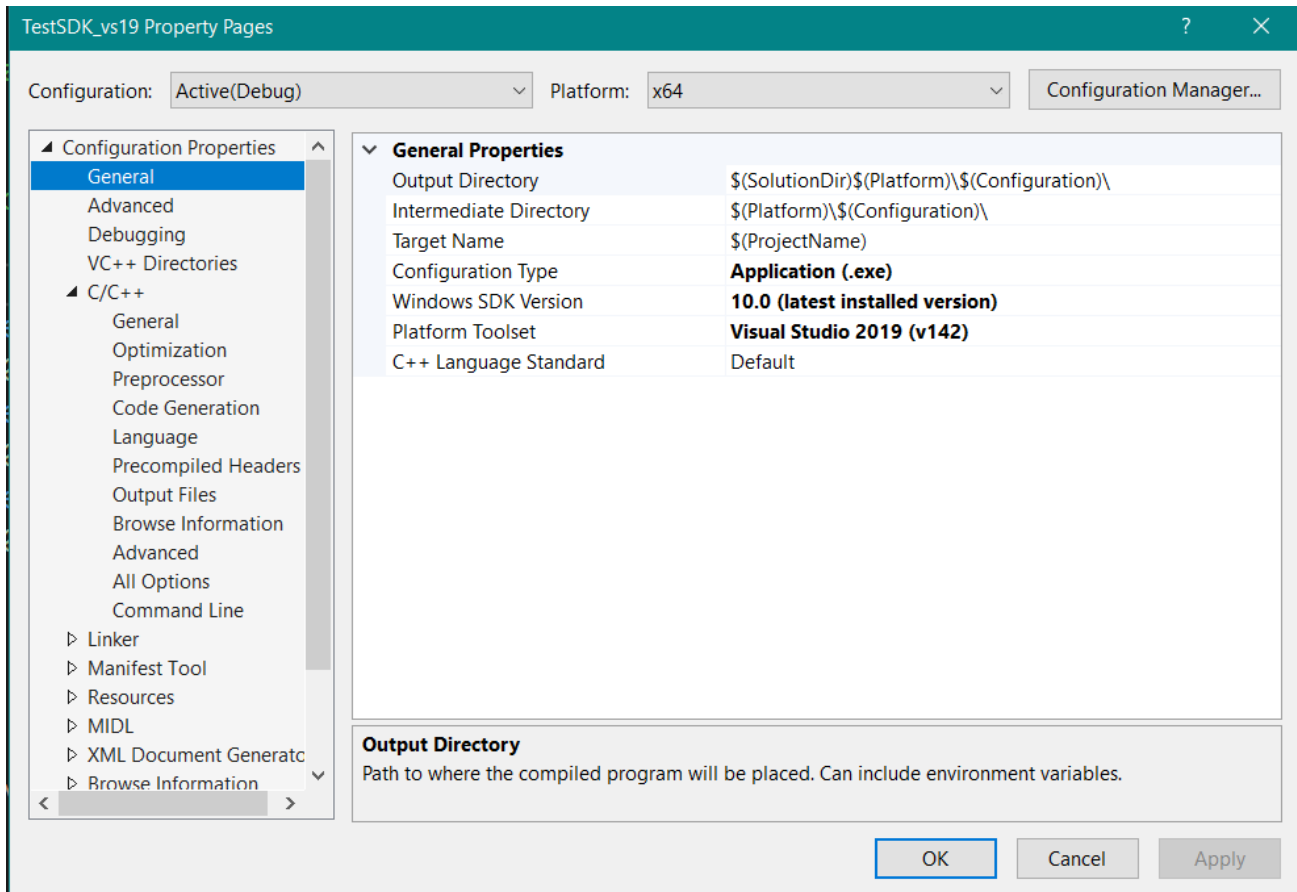 TestSDK_vs19 Property Pages
Configuration: Active(Debug) Platform: x64 Configuration Manager...
Configuration Properties
General
Advanced
Debugging
VC++ Directories
C/C++
General
Optimization
Preprocessor
Code Generation
Language
Precompiled Headers
Output Files
Browse Information
Advanced
All Options
Command Line
Linker
Manifest Tool
Resources
MIDL
XML Document Generato
Browse Information
General Properties
Output Directory $(SolutionDir)$(Platform)\$(Configuration)\
Intermediate Directory $(Platform)\$(Configuration)\
Target Name $(ProjectName)
Configuration Type Application (.exe)
Windows SDK Version 10.0 (latest installed version)
Platform Toolset Visual Studio 2019 (v142)
C++ Language Standard Default
Output Directory
Path to where the compiled program will be placed. Can include environment variables.
OK Cancel Apply